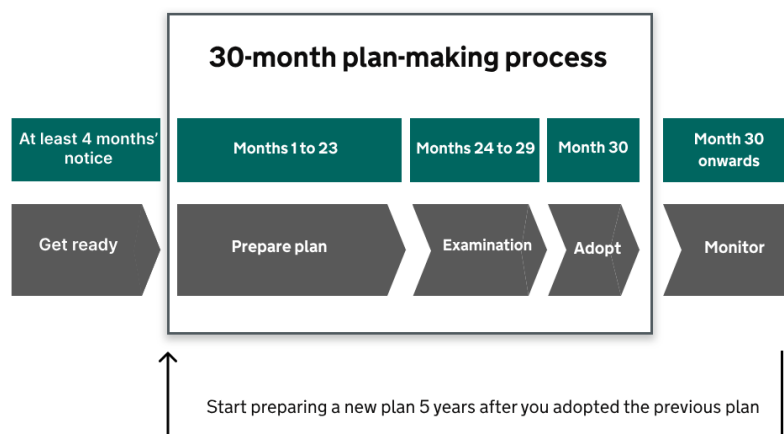 30-month plan-making process
At least 4 months’
notice
Months 1 to 23
Months 24 to 29
Month 30
Month 30
onwards
Get ready
Prepare plan
Examination
Adopt
Monitor
Start preparing a new plan 5 years after you adopted the previous plan